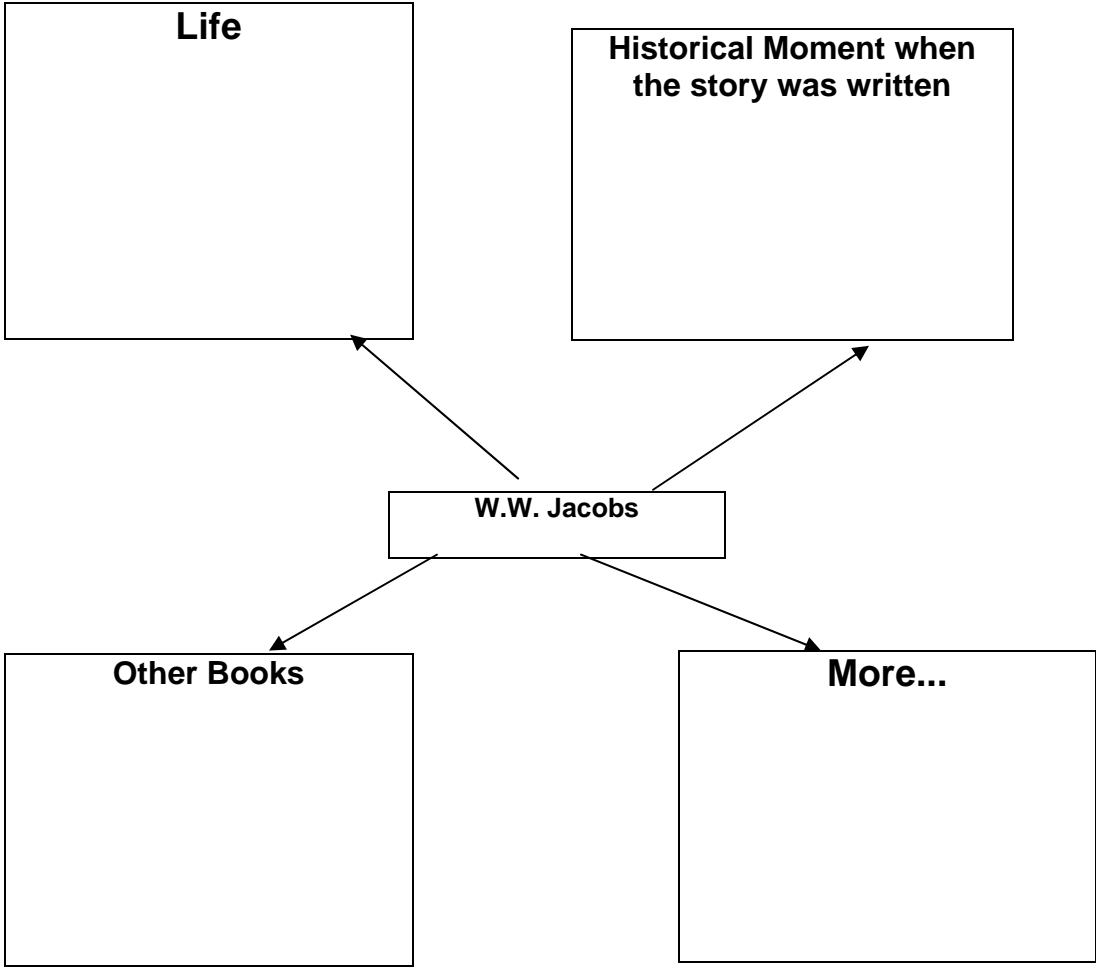 Life
Historical Moment when
the story was written
W.W. Jacobs
Other Books
More...